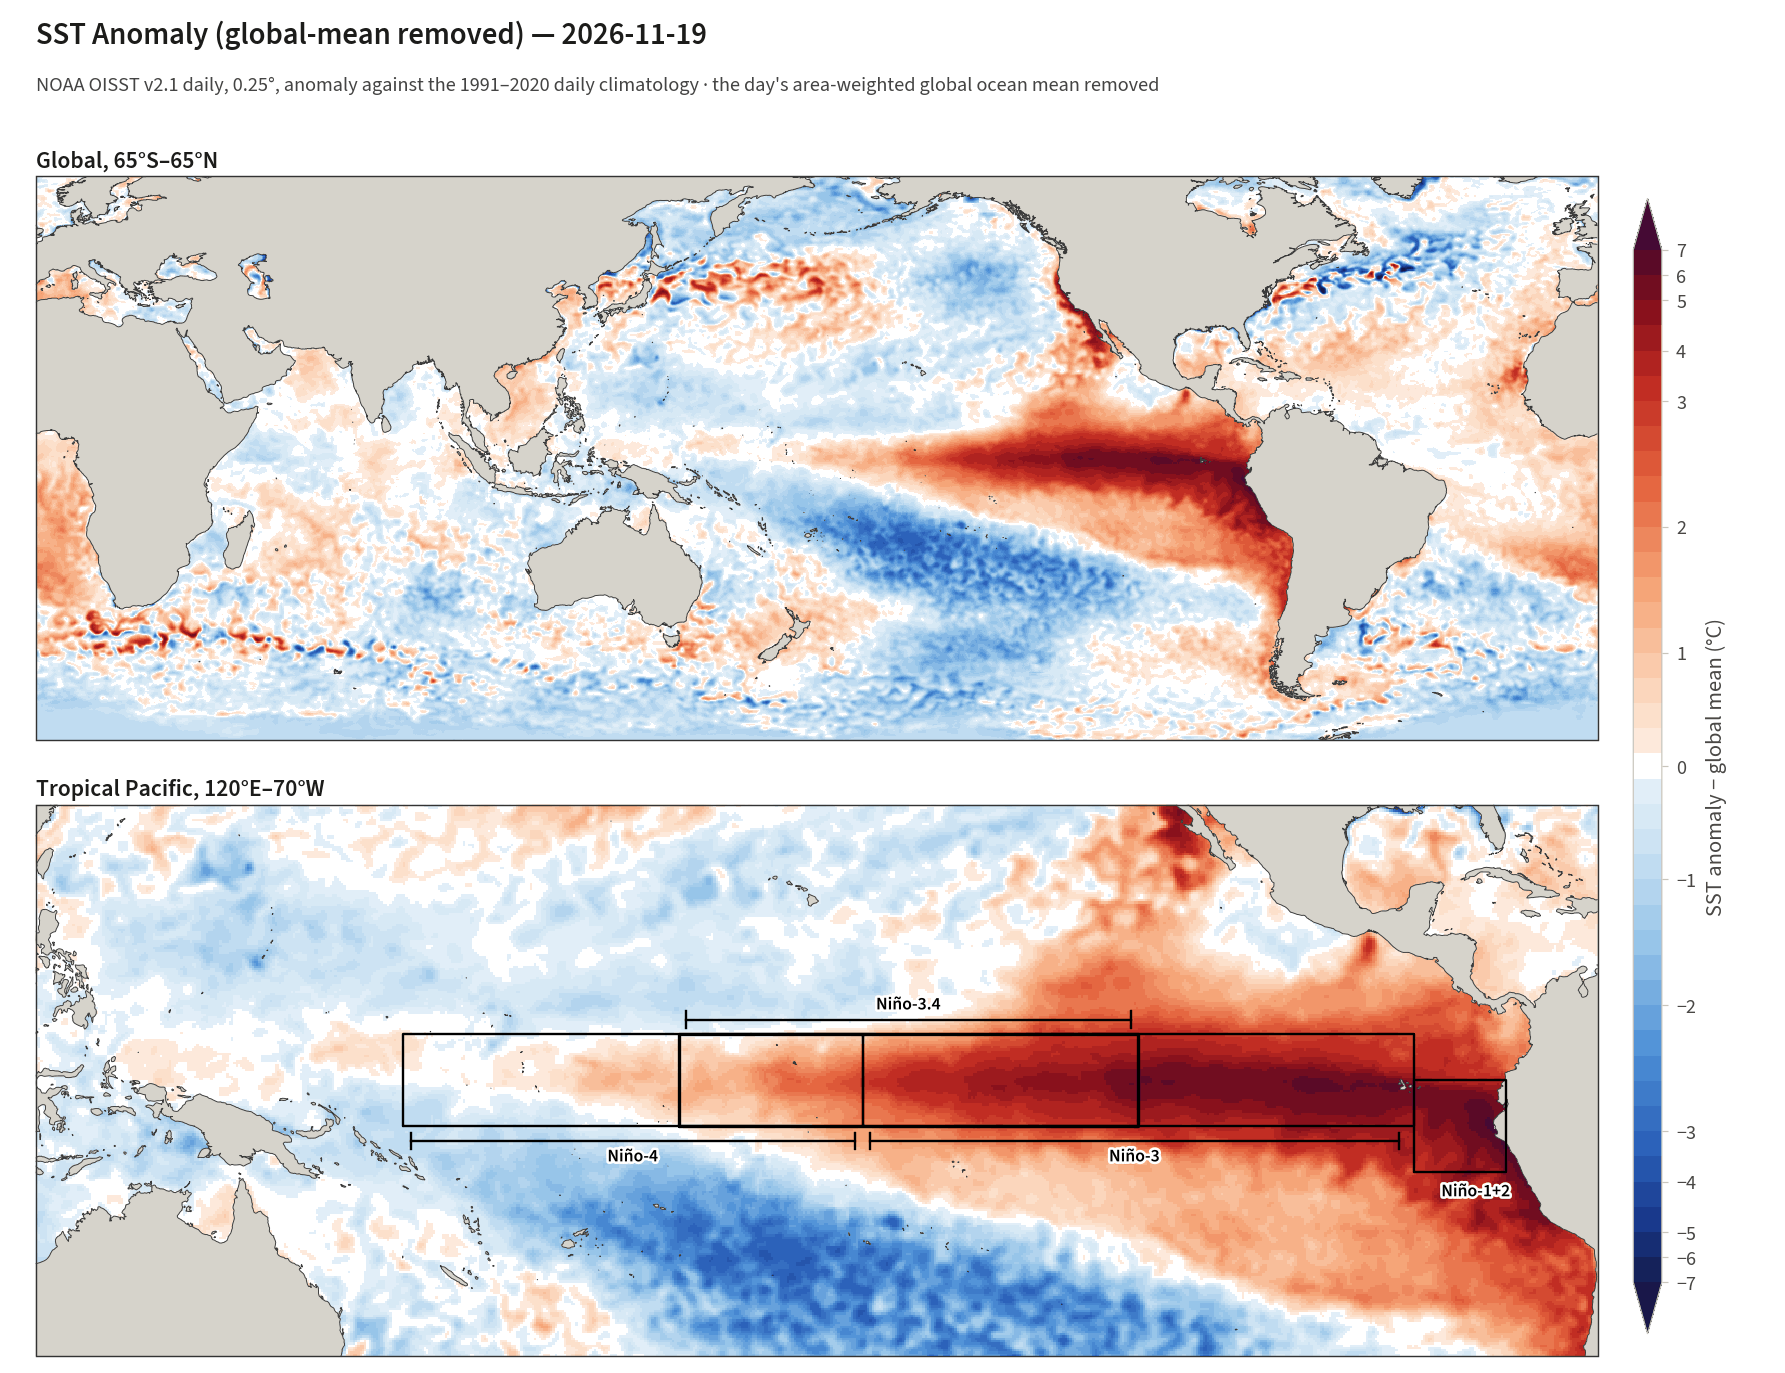 SST Anomaly (global-mean removed) — 2026-11-19
NOAA OISST v2.1 daily, 0.25°, anomaly against the 1991–2020 daily climatology · the day's area-weighted global ocean mean removed
Global, 65°S–65°N
Tropical Pacific, 120°E–70°W
Niño-3.4
Niño-4
Niño-3
Niño-1+2
7
6
5
4
3
2
1
0
−1
−2
−3
−4
−5
−6
−7
SST anomaly − global mean (°C)